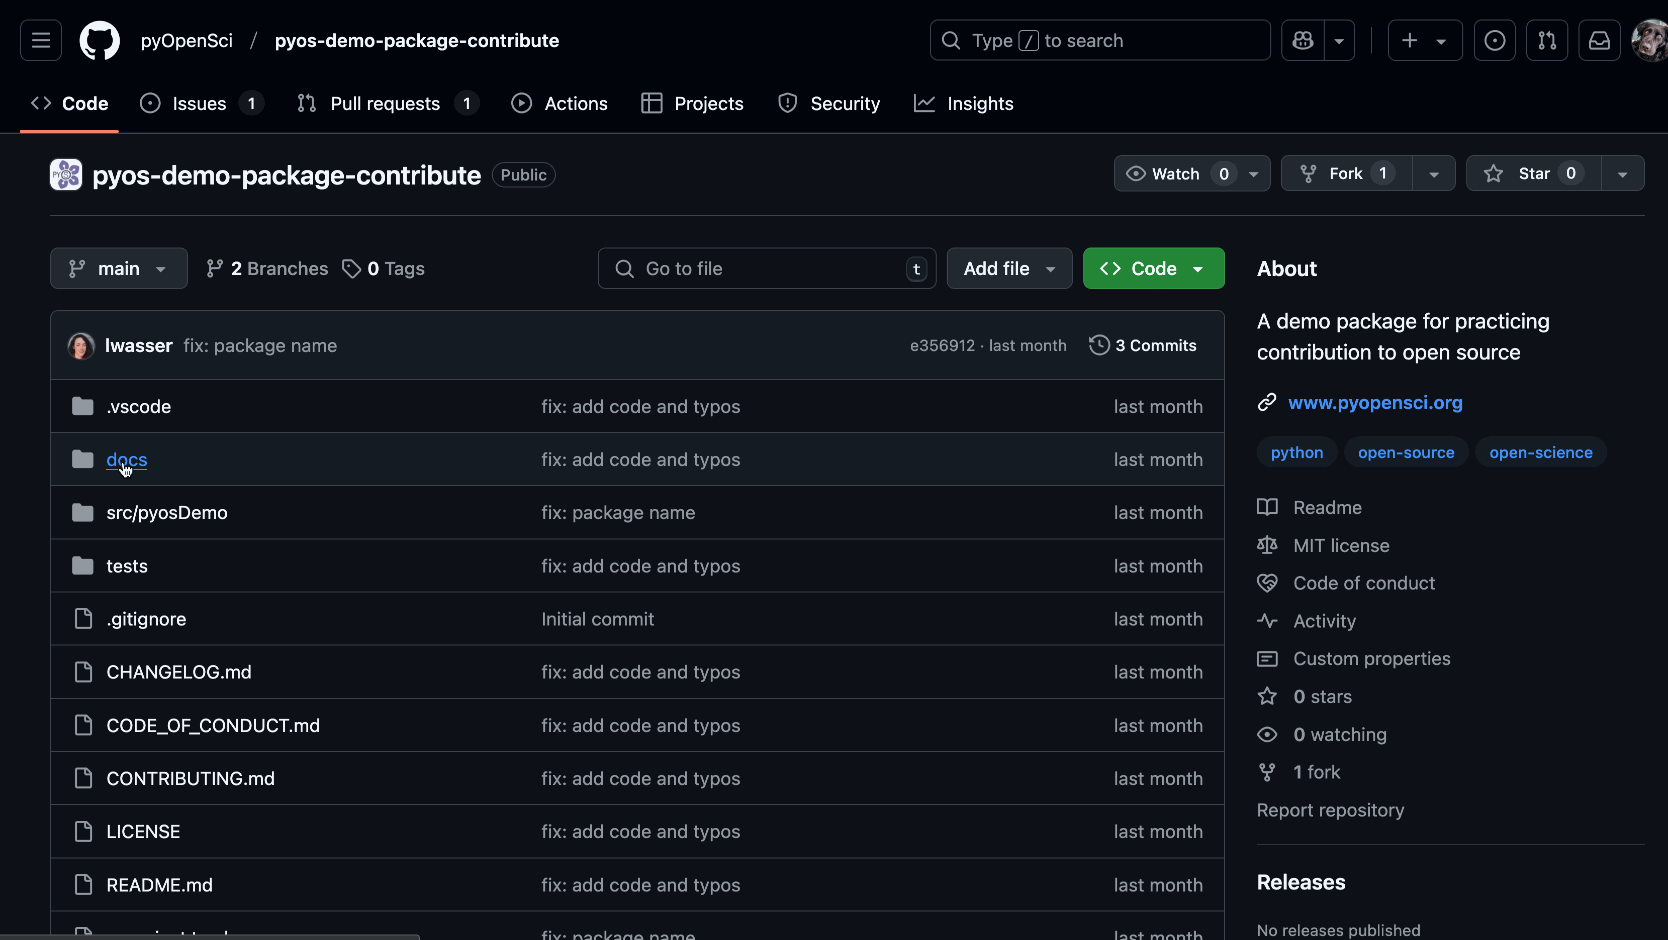 pyOpenSci / pyos-demo-package-contribute
Type / to search
Code
Issues 1
Pull requests 1
Actions
Projects
Security
Insights
pyos-demo-package-contribute Public
Watch 0
Fork 1
Star 0
main
2 Branches
0 Tags
Go to file t
Add file
Code
lwasser fix: package name e356912 · last month 3 Commits
.vscode fix: add code and typos last month
docs fix: add code and typos last month
src/pyosDemo fix: package name last month
tests fix: add code and typos last month
.gitignore Initial commit last month
CHANGELOG.md fix: add code and typos last month
CODE_OF_CONDUCT.md fix: add code and typos last month
CONTRIBUTING.md fix: add code and typos last month
LICENSE fix: add code and typos last month
README.md fix: add code and typos last month
fix: package name last month
About
A demo package for practicing
contribution to open source
www.pyopensci.org
python open-source open-science
Readme
MIT license
Code of conduct
Activity
Custom properties
0 stars
0 watching
1 fork
Report repository
Releases
No releases published